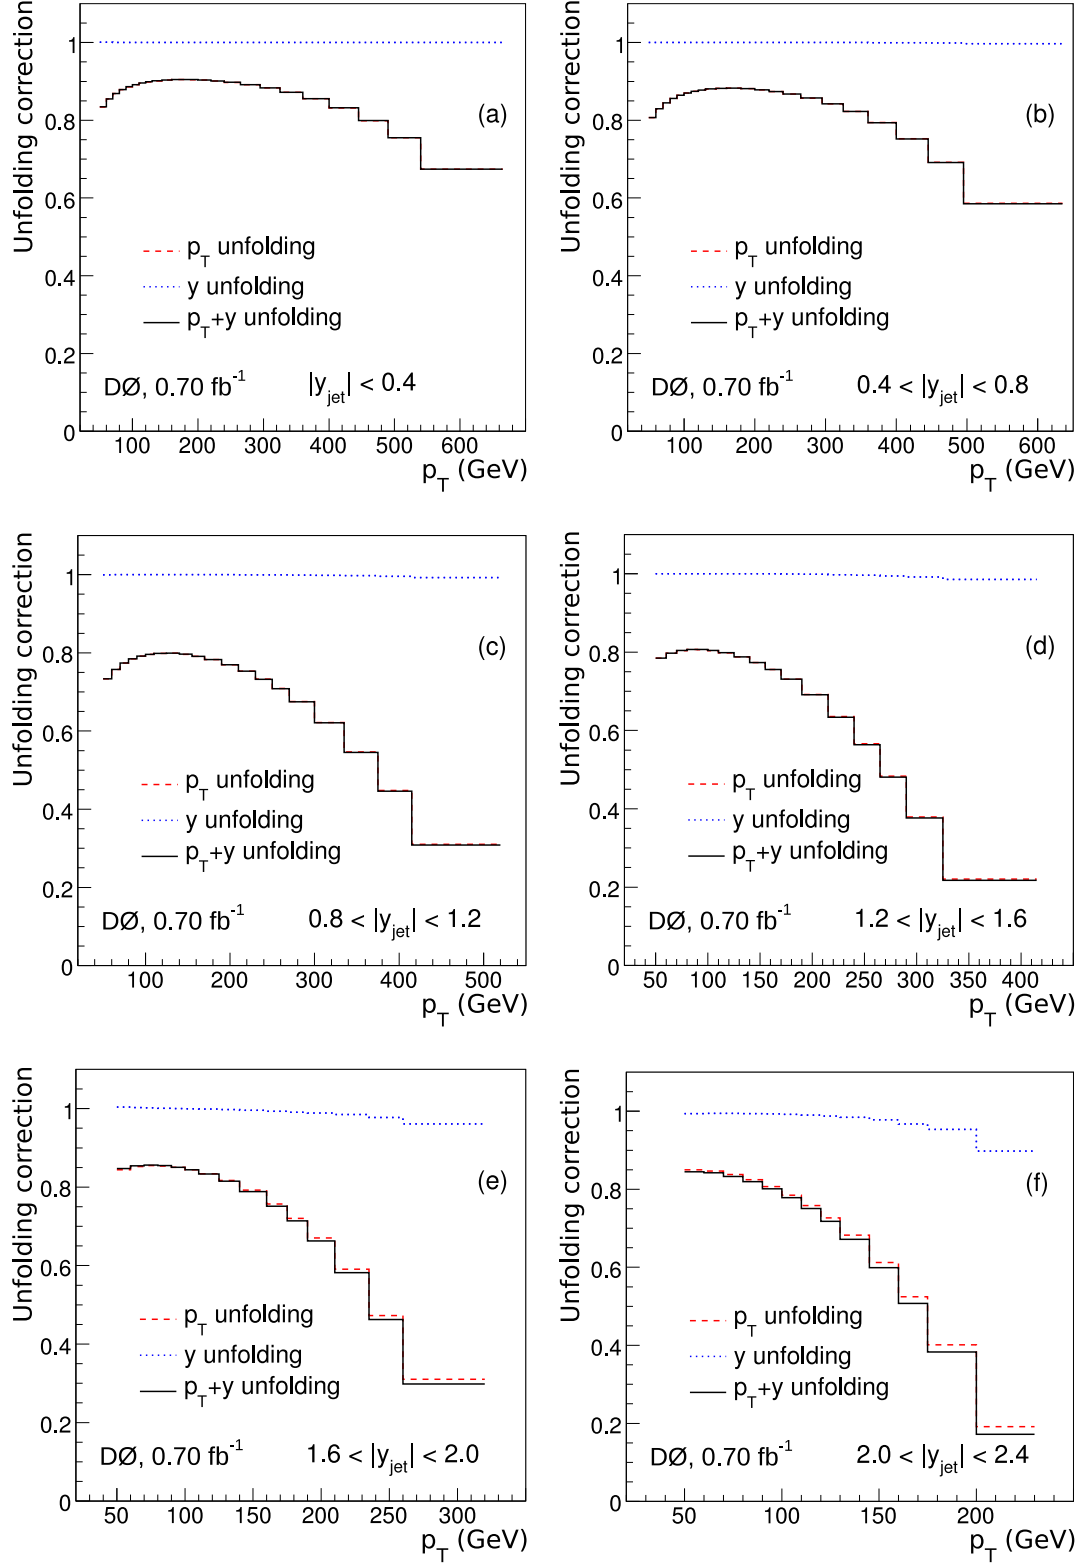 Unfolding correction
1
0.8
0.6
0.4
0.2
0
(a)
p_T unfolding
y unfolding
p_T+y unfolding
DØ, 0.70 fb⁻¹ |y_jet| < 0.4
100 200 300 400 500 600
p_T (GeV)
Unfolding correction
1
0.8
0.6
0.4
0.2
0
(b)
p_T unfolding
y unfolding
p_T+y unfolding
DØ, 0.70 fb⁻¹ 0.4 < |y_jet| < 0.8
100 200 300 400 500 600
p_T (GeV)
Unfolding correction
1
0.8
0.6
0.4
0.2
0
(c)
p_T unfolding
y unfolding
p_T+y unfolding
DØ, 0.70 fb⁻¹ 0.8 < |y_jet| < 1.2
100 200 300 400 500
p_T (GeV)
Unfolding correction
1
0.8
0.6
0.4
0.2
0
(d)
p_T unfolding
y unfolding
p_T+y unfolding
DØ, 0.70 fb⁻¹ 1.2 < |y_jet| < 1.6
50 100 150 200 250 300 350 400
p_T (GeV)
Unfolding correction
1
0.8
0.6
0.4
0.2
0
(e)
p_T unfolding
y unfolding
p_T+y unfolding
DØ, 0.70 fb⁻¹ 1.6 < |y_jet| < 2.0
50 100 150 200 250 300
p_T (GeV)
Unfolding correction
1
0.8
0.6
0.4
0.2
0
(f)
p_T unfolding
y unfolding
p_T+y unfolding
DØ, 0.70 fb⁻¹ 2.0 < |y_jet| < 2.4
50 100 150 200
p_T (GeV)